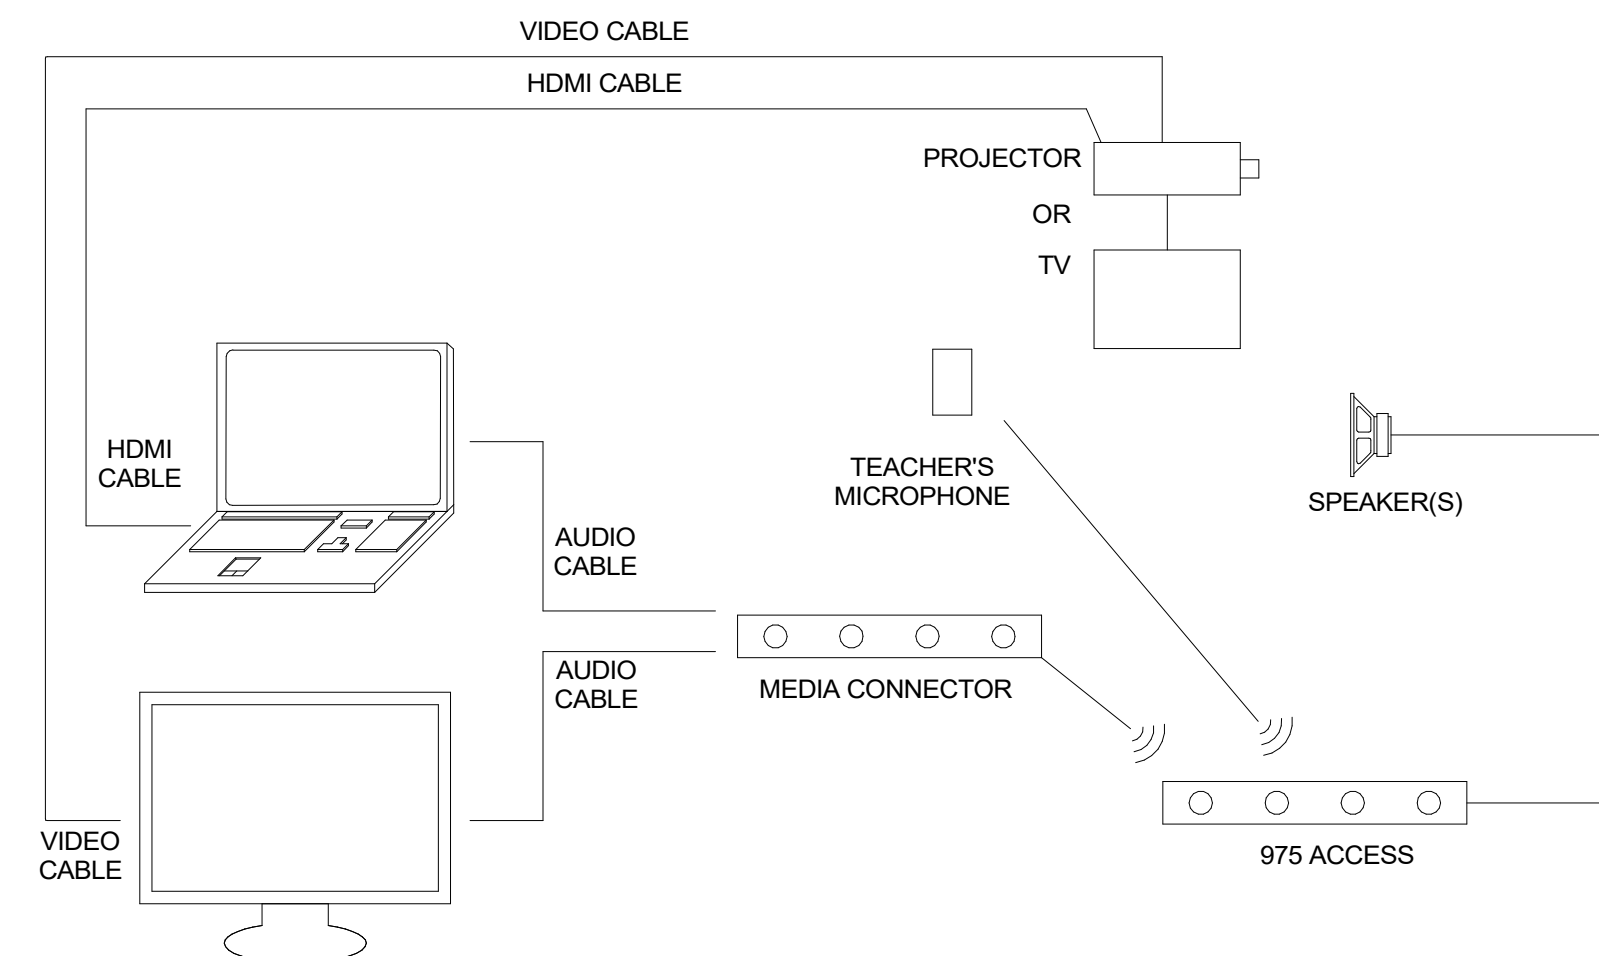 VIDEO CABLE
HDMI CABLE
PROJECTOR
OR
TV
HDMI
CABLE
TEACHER'S
MICROPHONE
SPEAKER(S)
AUDIO
CABLE
AUDIO
CABLE
MEDIA CONNECTOR
VIDEO
CABLE
975 ACCESS